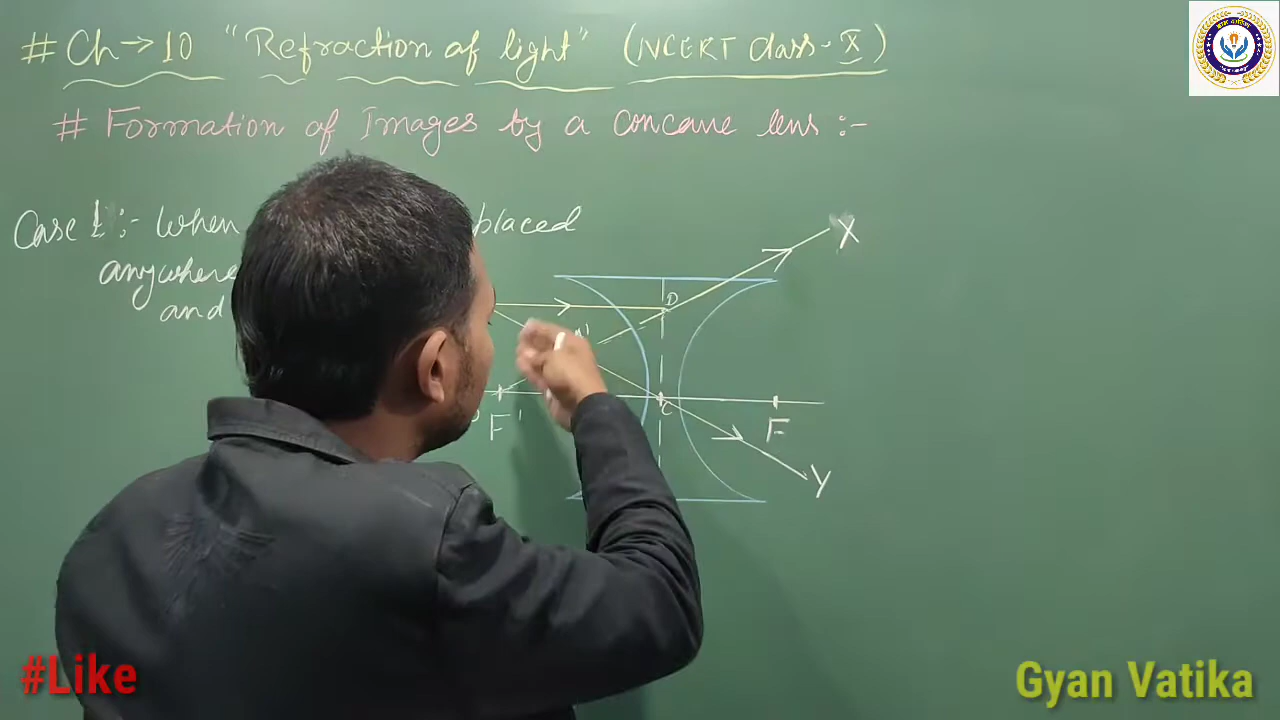 # Ch → 10 "Refraction of light" (NCERT Class - X)
# Formation of Images by a concave lens :-
Case 1 :- When placed
anywhere
and
X
D
A'
C
F'
F
Y
#Like
Gyan Vatika